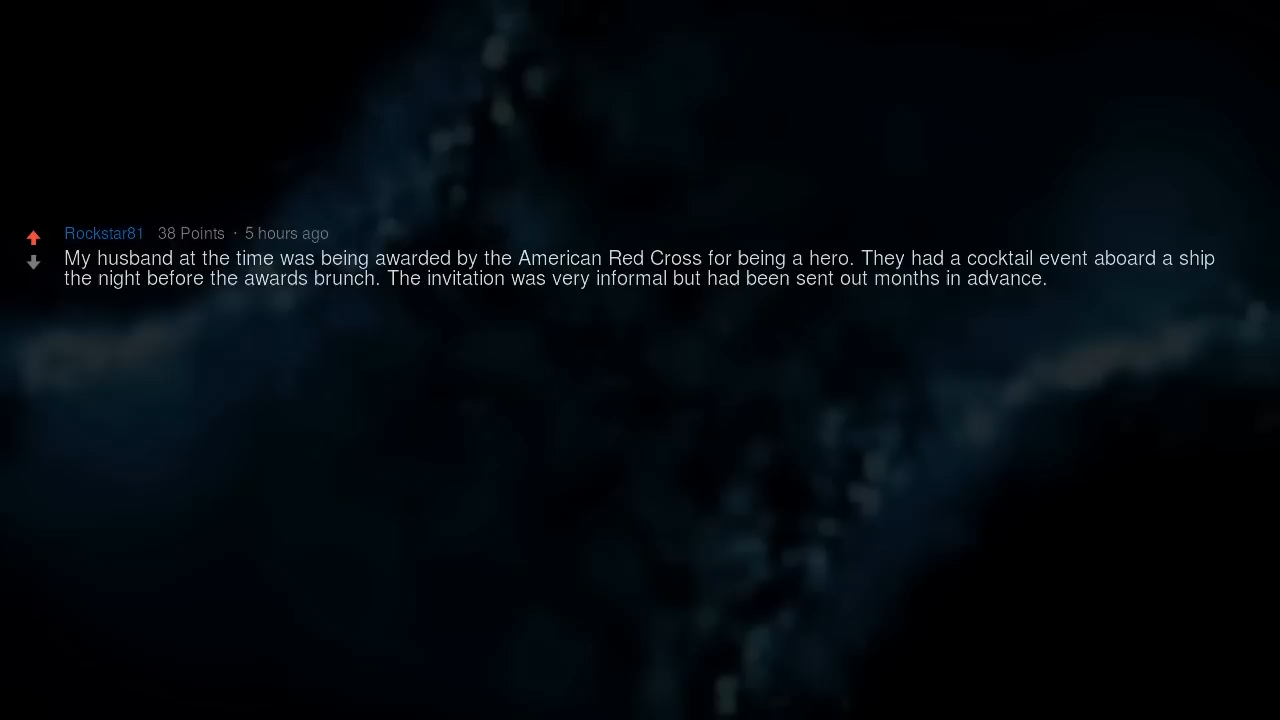 Rockstar81 38 Points · 5 hours ago
My husband at the time was being awarded by the American Red Cross for being a hero. They had a cocktail event aboard a ship
the night before the awards brunch. The invitation was very informal but had been sent out months in advance.